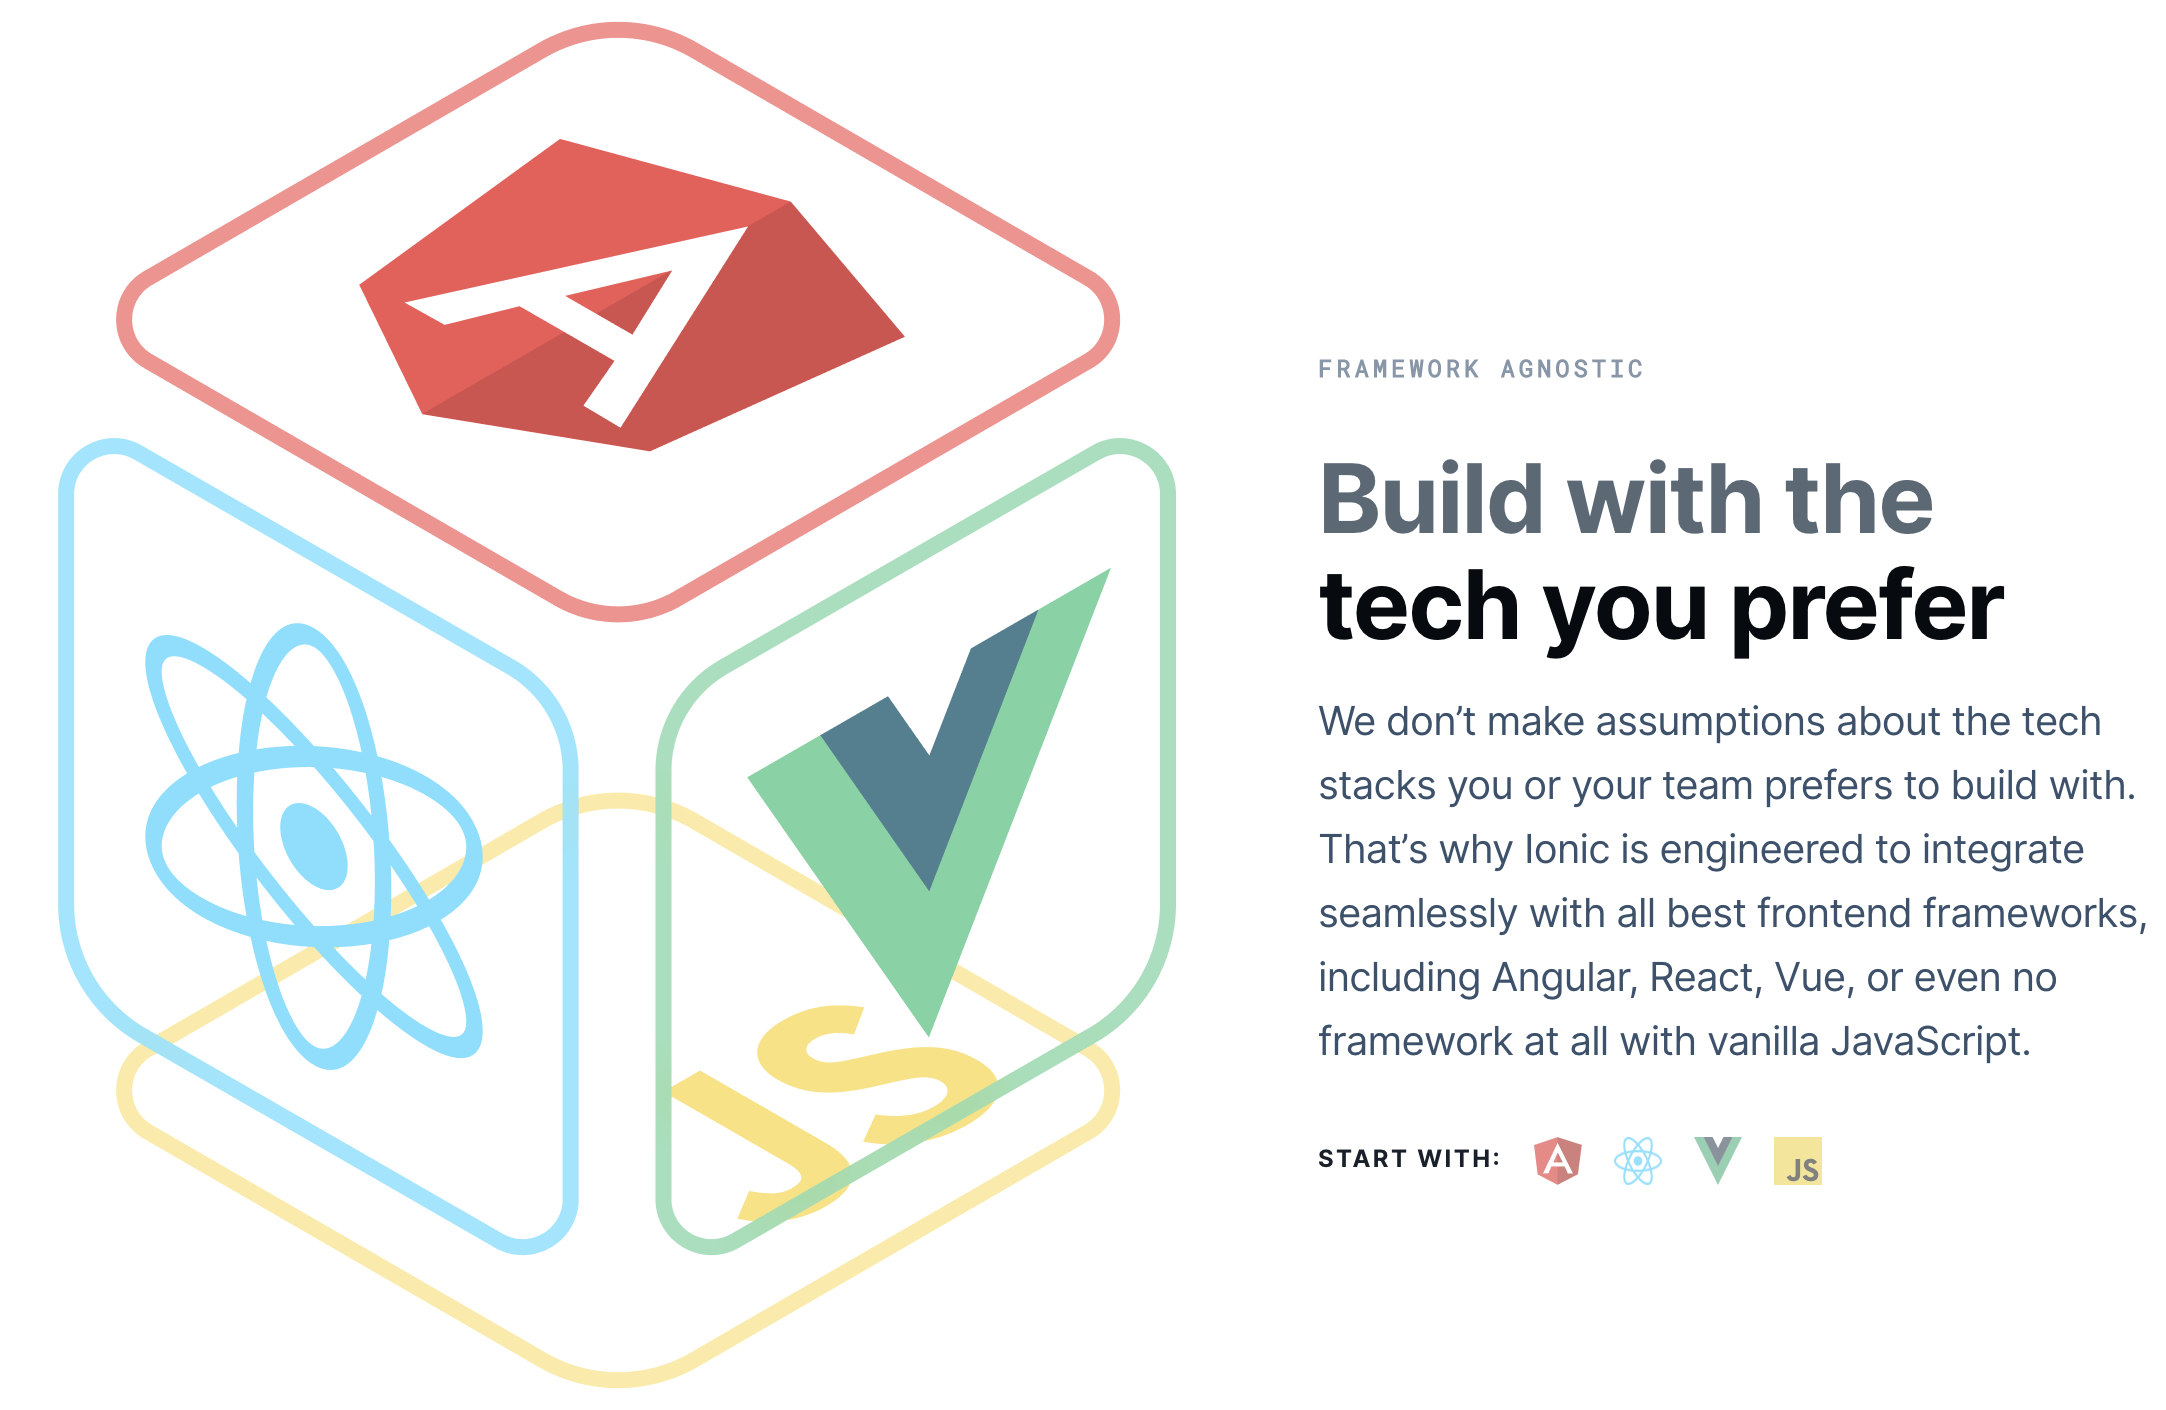 A
JS
FRAMEWORK AGNOSTIC
Build with the
tech you prefer
We don’t make assumptions about the tech
stacks you or your team prefers to build with.
That’s why Ionic is engineered to integrate
seamlessly with all best frontend frameworks,
including Angular, React, Vue, or even no
framework at all with vanilla JavaScript.
START WITH: A JS